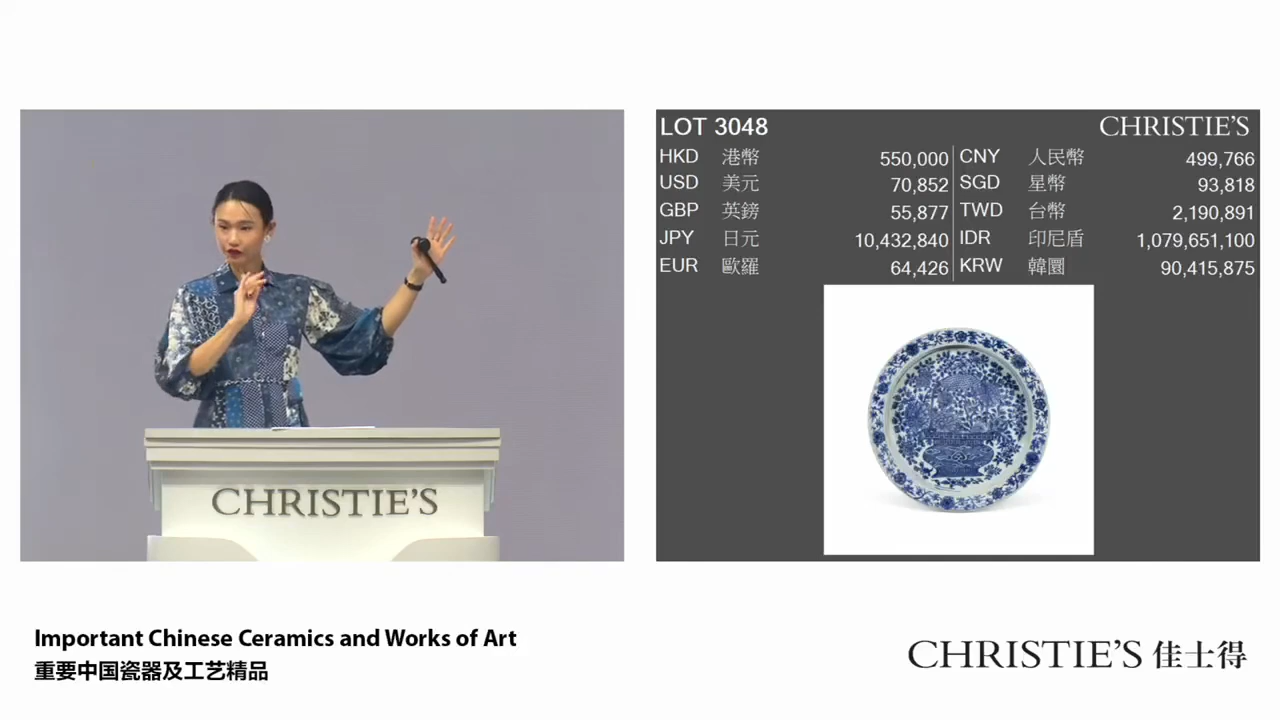 CHRISTIE'S
LOT 3048 CHRISTIE'S
HKD 港幣 550,000 CNY 人民幣 499,766
USD 美元 70,852 SGD 星幣 93,818
GBP 英鎊 55,877 TWD 台幣 2,190,891
JPY 日元 10,432,840 IDR 印尼盾 1,079,651,100
EUR 歐羅 64,426 KRW 韓圜 90,415,875
Important Chinese Ceramics and Works of Art
重要中国瓷器及工艺精品
CHRISTIE'S 佳士得